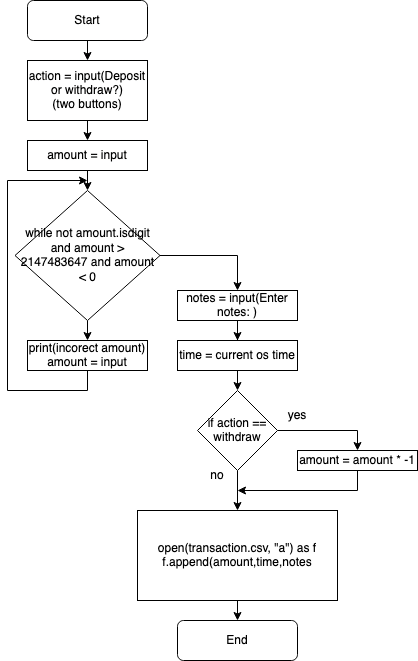 Start
action = input(Deposit
or withdraw?)
(two buttons)
amount = input
while not amount.isdigit
and amount >
2147483647 and amount
< 0
notes = input(Enter
notes: )
print(incorect amount)
amount = input
time = current os time
if action ==
withdraw
yes
amount = amount * -1
no
open(transaction.csv, "a") as f
f.append(amount,time,notes
End